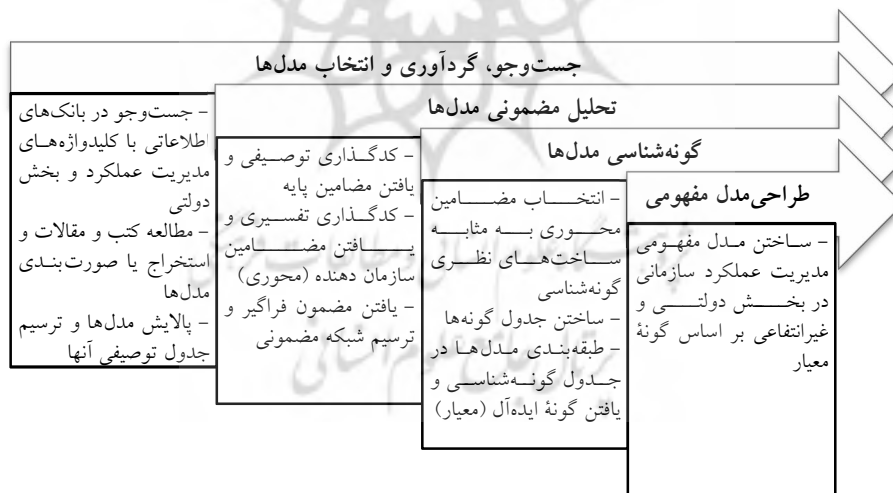 جست‌وجو، گردآوری و انتخاب مدل‌ها
- جست‌وجو در بانک‌های
اطلاعاتی با کلیدواژه‌های
مدیریت عملکرد و بخش
دولتی
- مطالعه کتب و مقالات و
استخراج یا صورت‌بندی
مدل‌ها
- پالایش مدل‌ها و ترسیم
جدول توصیفی آنها
تحلیل مضمونی مدل‌ها
- کدگذاری توصیفی و
یافتن مضامین پایه
- کدگذاری تفسیری و
یافتن مضامین
سازمان دهنده (محوری)
- یافتن مضمون فراگیر و
ترسیم شبکه مضمونی
گونه‌شناسی مدل‌ها
- انتخاب مضامین
محوری به مثابه
ساخت‌های نظری
گونه‌شناسی
- ساختن جدول گونه‌ها
- طبقه‌بندی مدل‌ها در
جدول گونه‌شناسی و
یافتن گونۀ ایده‌آل (معیار)
طراحی‌مدل مفهومی
- ساختن مدل مفهومی
مدیریت عملکرد سازمانی
در بخش دولتی و
غیرانتفاعی بر اساس گونۀ
معیار